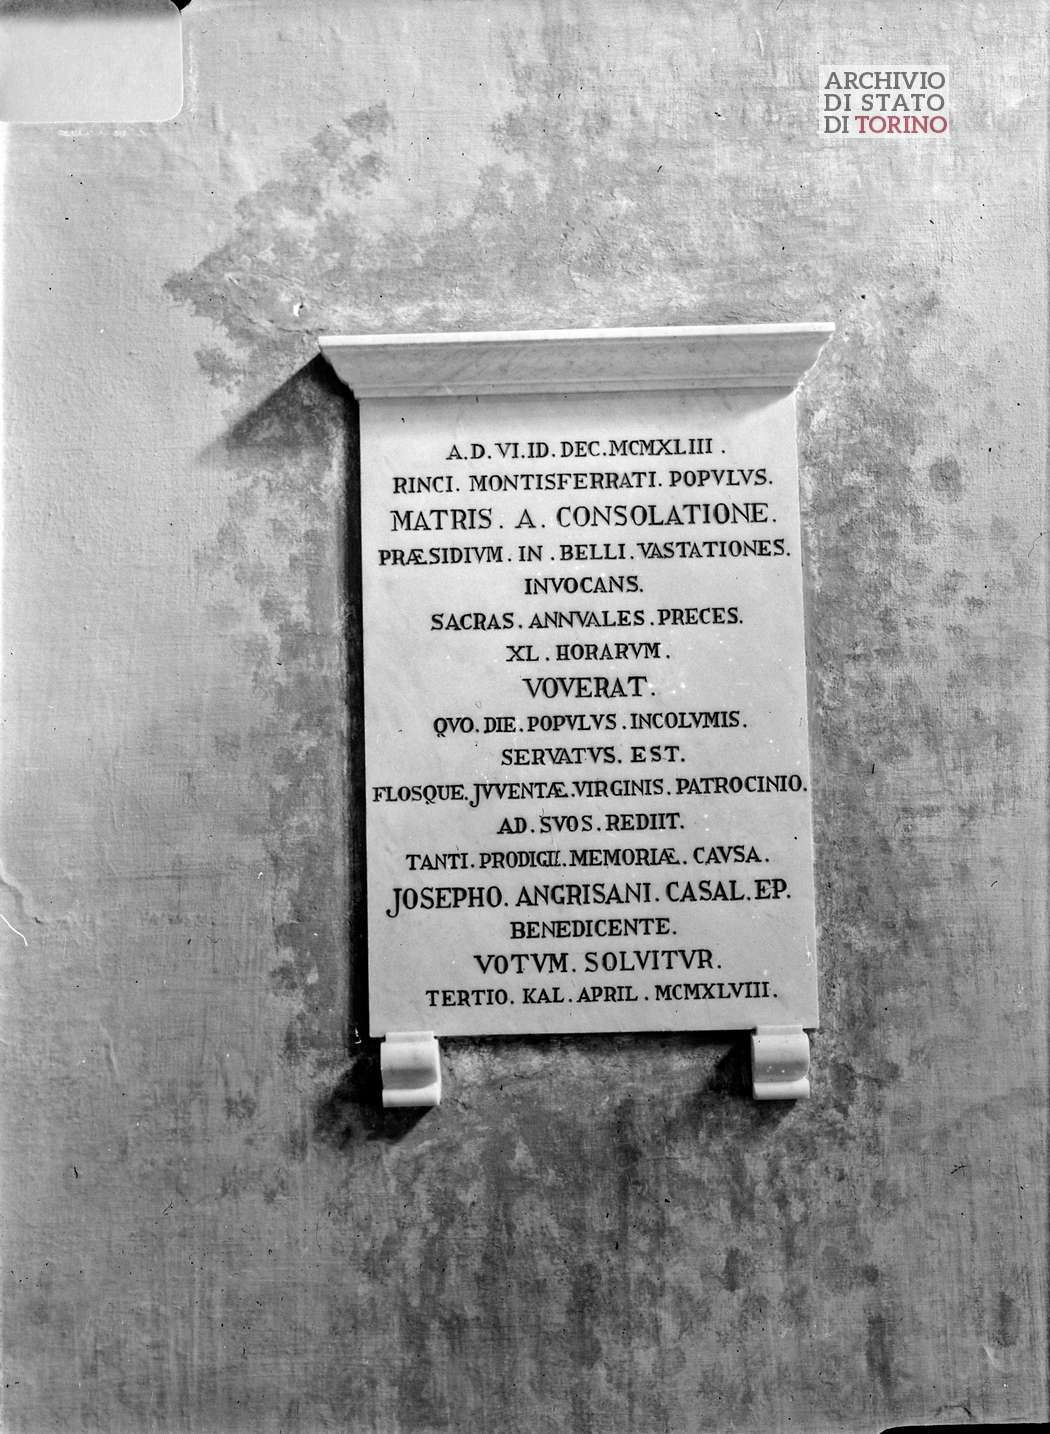 ARCHIVIO
DI STATO
DI TORINO
A.D.VI.ID.DEC.MCMXLIII.
RINCI.MONTISFERRATI.POPVLVS.
MATRIS.A.CONSOLATIONE.
PRÆSIDIVM.IN.BELLI.VASTATIONES.
INVOCANS.
SACRAS.ANNVALES.PRECES.
XL.HORARVM.
VOVERAT.
QVO.DIE.POPVLVS.INCOLVMIS.
SERVATVS.EST.
FLOSQUE.JVVENTÆ.VIRGINIS.PATROCINIO.
AD.SVOS.REDIIT.
TANTI.PRODIGII.MEMORIÆ.CAVSA.
JOSEPHO.ANGRISANI.CASAL.EP.
BENEDICENTE.
VOTVM.SOLVITVR.
TERTIO.KAL.APRIL.MCMXLVIII.